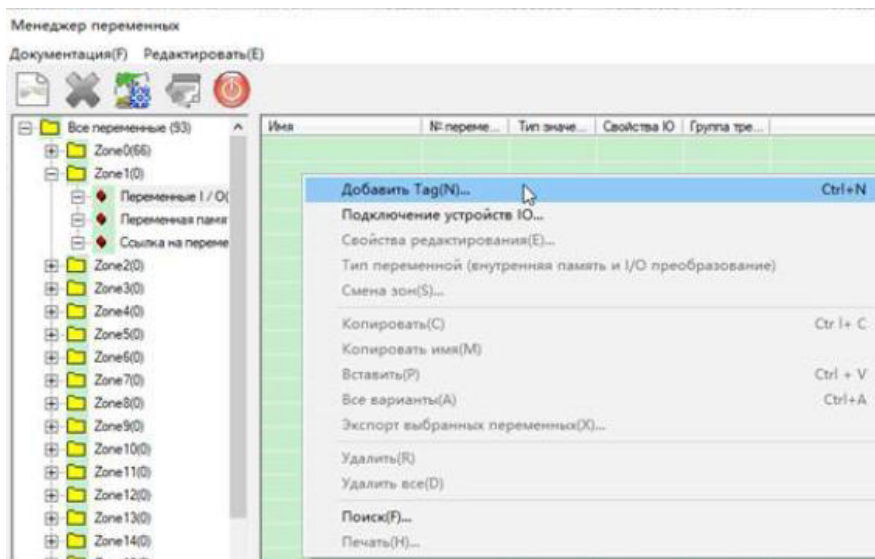 Менеджер переменных
Документация(F) Редактировать(E)
Все переменные (93)
Zone0(66)
Zone1(0)
Переменные I / O(
Переменная памя
Ссылка на переме
Zone2(0)
Zone3(0)
Zone4(0)
Zone5(0)
Zone6(0)
Zone7(0)
Zone8(0)
Zone9(0)
Zone10(0)
Zone11(0)
Zone12(0)
Zone13(0)
Zone14(0)
Имя № переме... Тип значе... Свойства IO Группа тре...
Добавить Tag(N)... Ctrl+N
Подключение устройств IO...
Свойства редактирования(E)...
Тип переменной (внутренняя память и I/O преобразование)
Смена зон(S)...
Копировать(C) Ctr l+ C
Копировать имя(M)
Вставить(P) Ctrl + V
Все варианты(A) Ctrl+A
Экспорт выбранных переменных(X)...
Удалить(R)
Удалить все(D)
Поиск(F)...
Печать(H)...